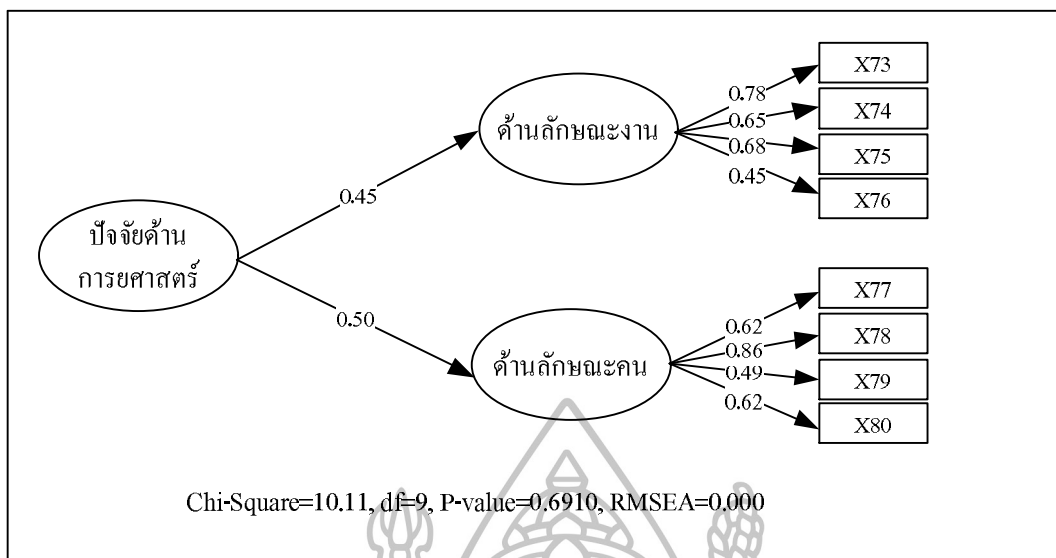 X73
0.78
X74
0.65
ด้านลักษณะงาน
0.68
X75
0.45
X76
0.45
ปัจจัยด้าน
การยศาสตร์
X77
0.50
0.62
X78
0.86
ด้านลักษณะคน
0.49
X79
0.62
X80
Chi-Square=10.11, df=9, P-value=0.6910, RMSEA=0.000